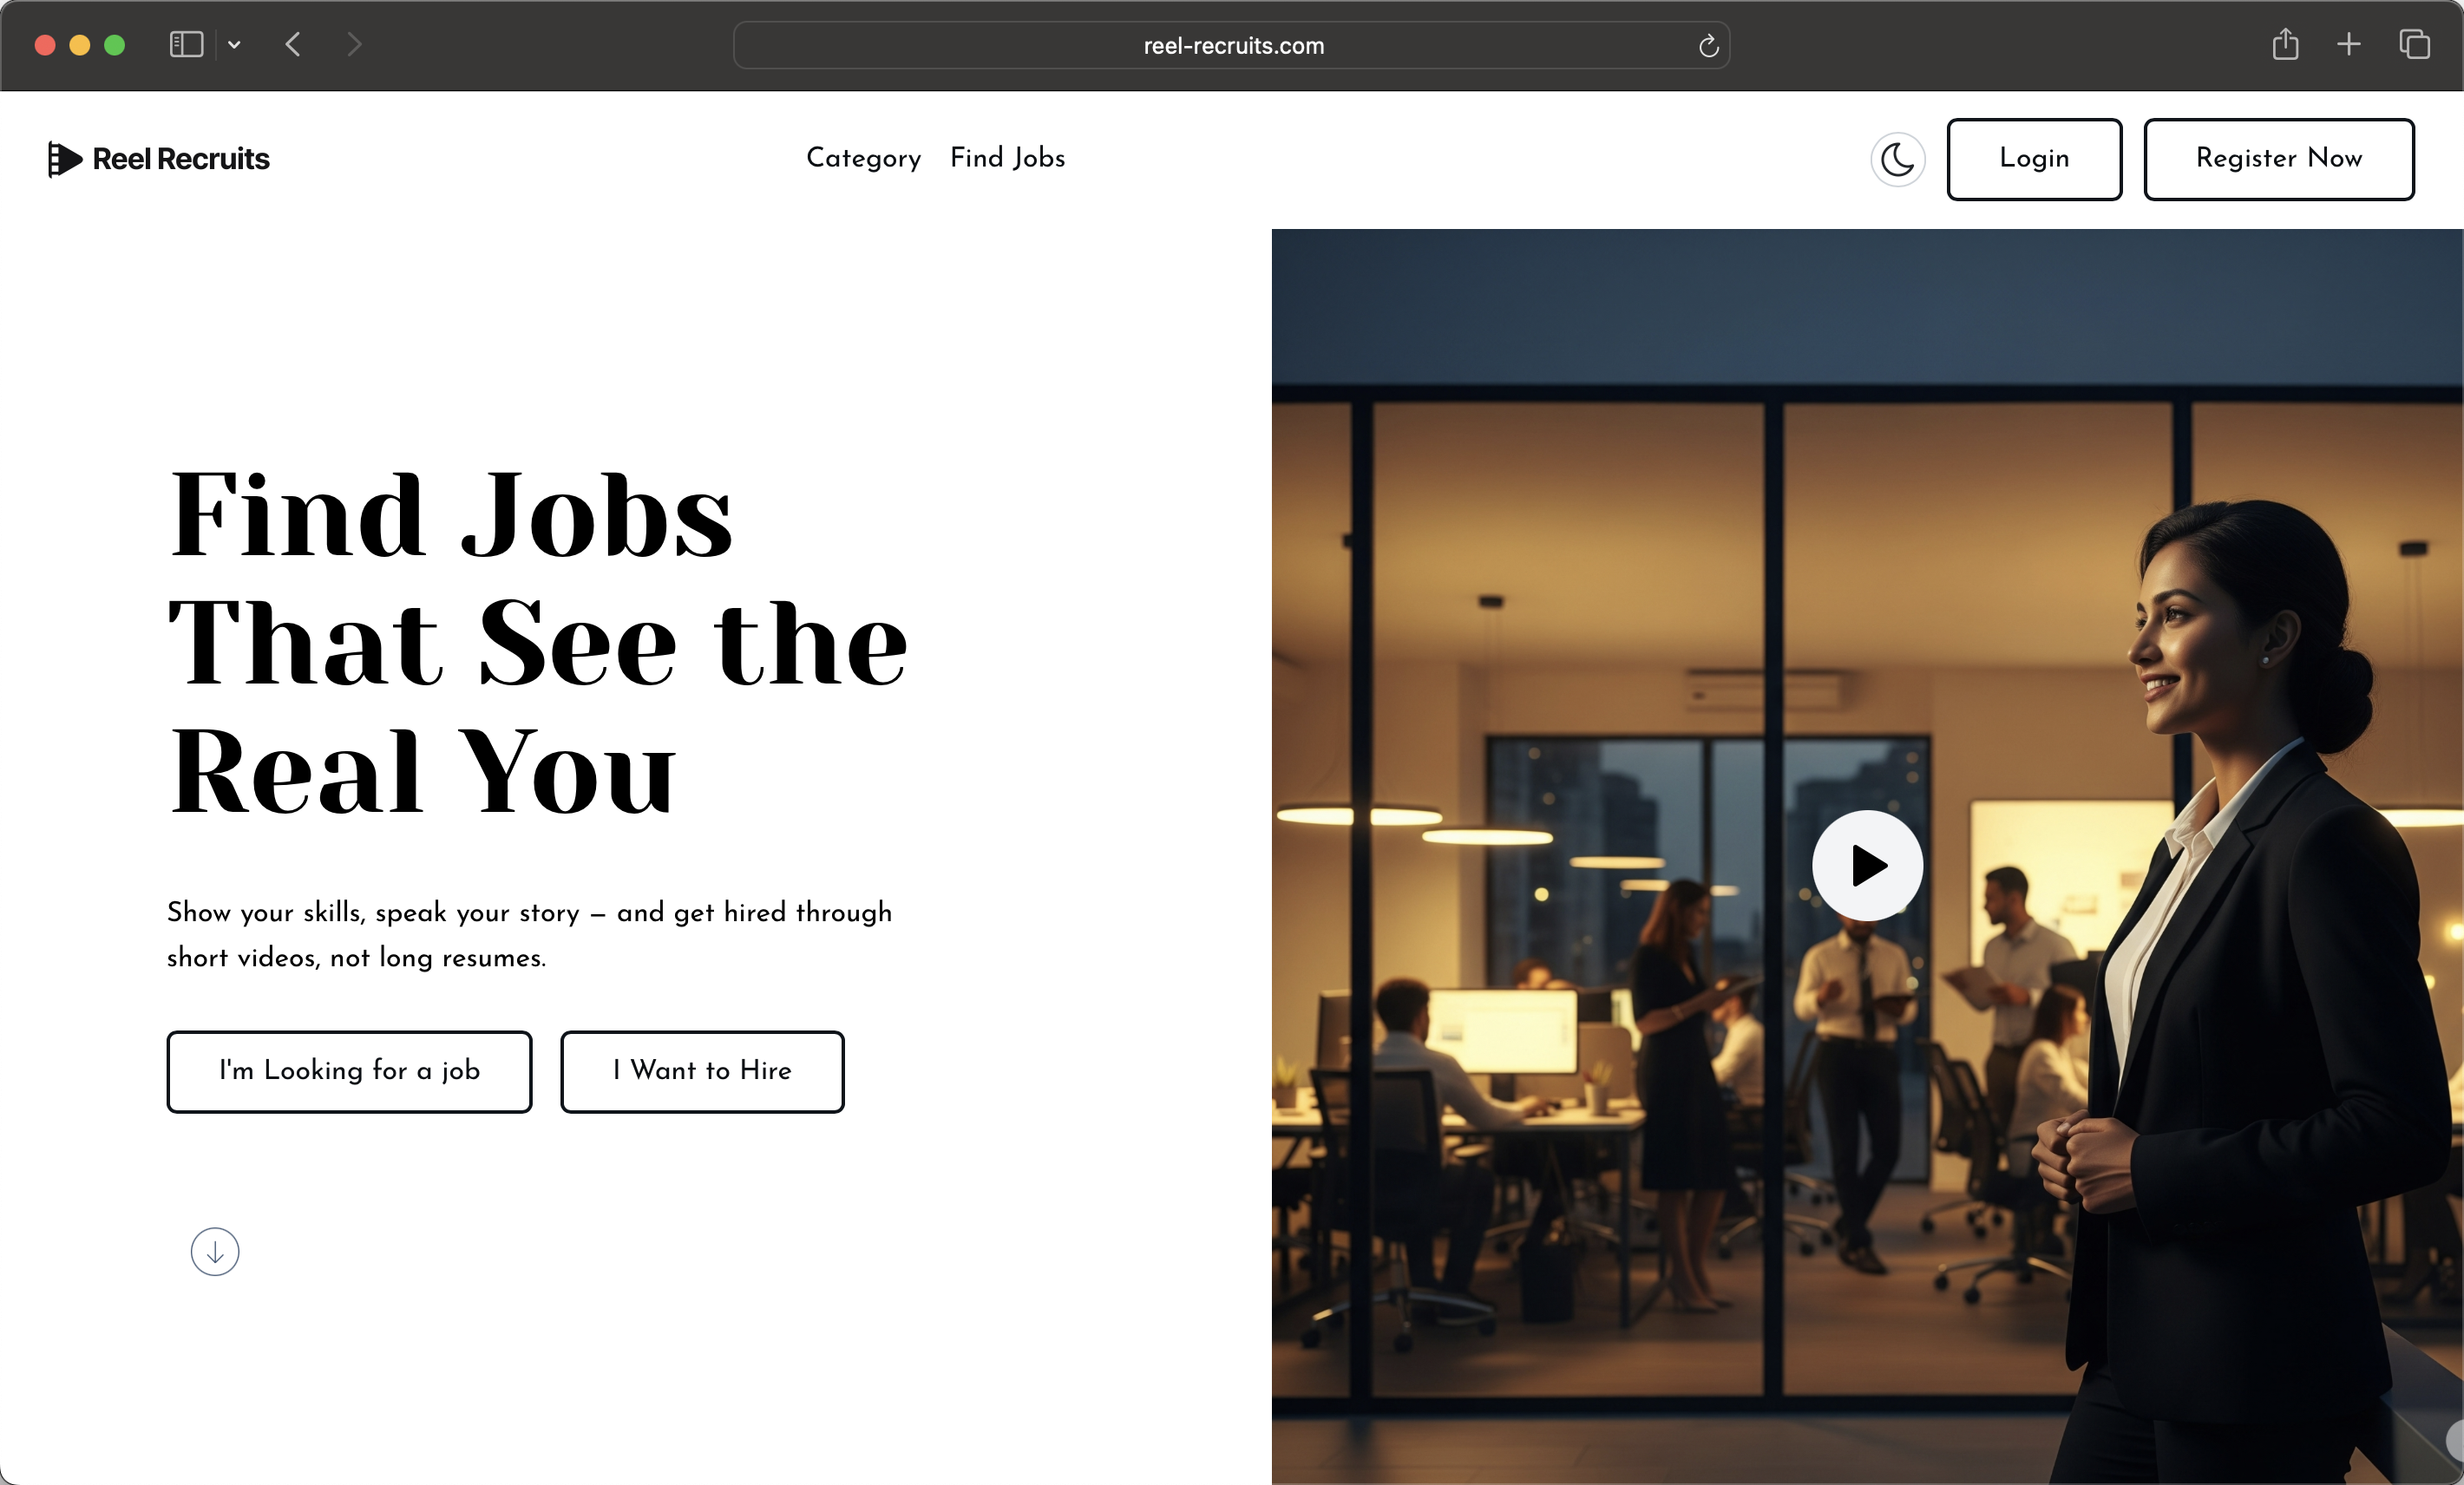 reel-recruits.com
Reel Recruits
Category Find Jobs
Login
Register Now
Find Jobs
That See the
Real You
Show your skills, speak your story – and get hired through
short videos, not long resumes.
I'm Looking for a job
I Want to Hire